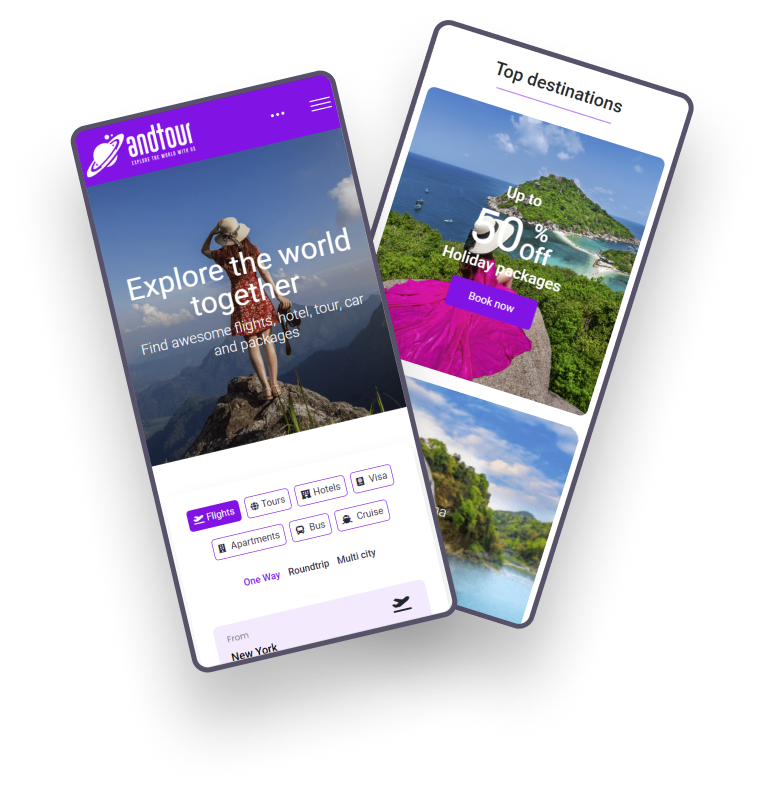 andtour
EXPLORE THE WORLD WITH US
Explore the world
together
Find awesome flights, hotel, tour, car
and packages
Flights
Tours
Hotels
Visa
Apartments
Bus
Cruise
One Way
Roundtrip
Multi city
From
New York
Top destinations
Up to
50%
off
Holiday packages
Book now